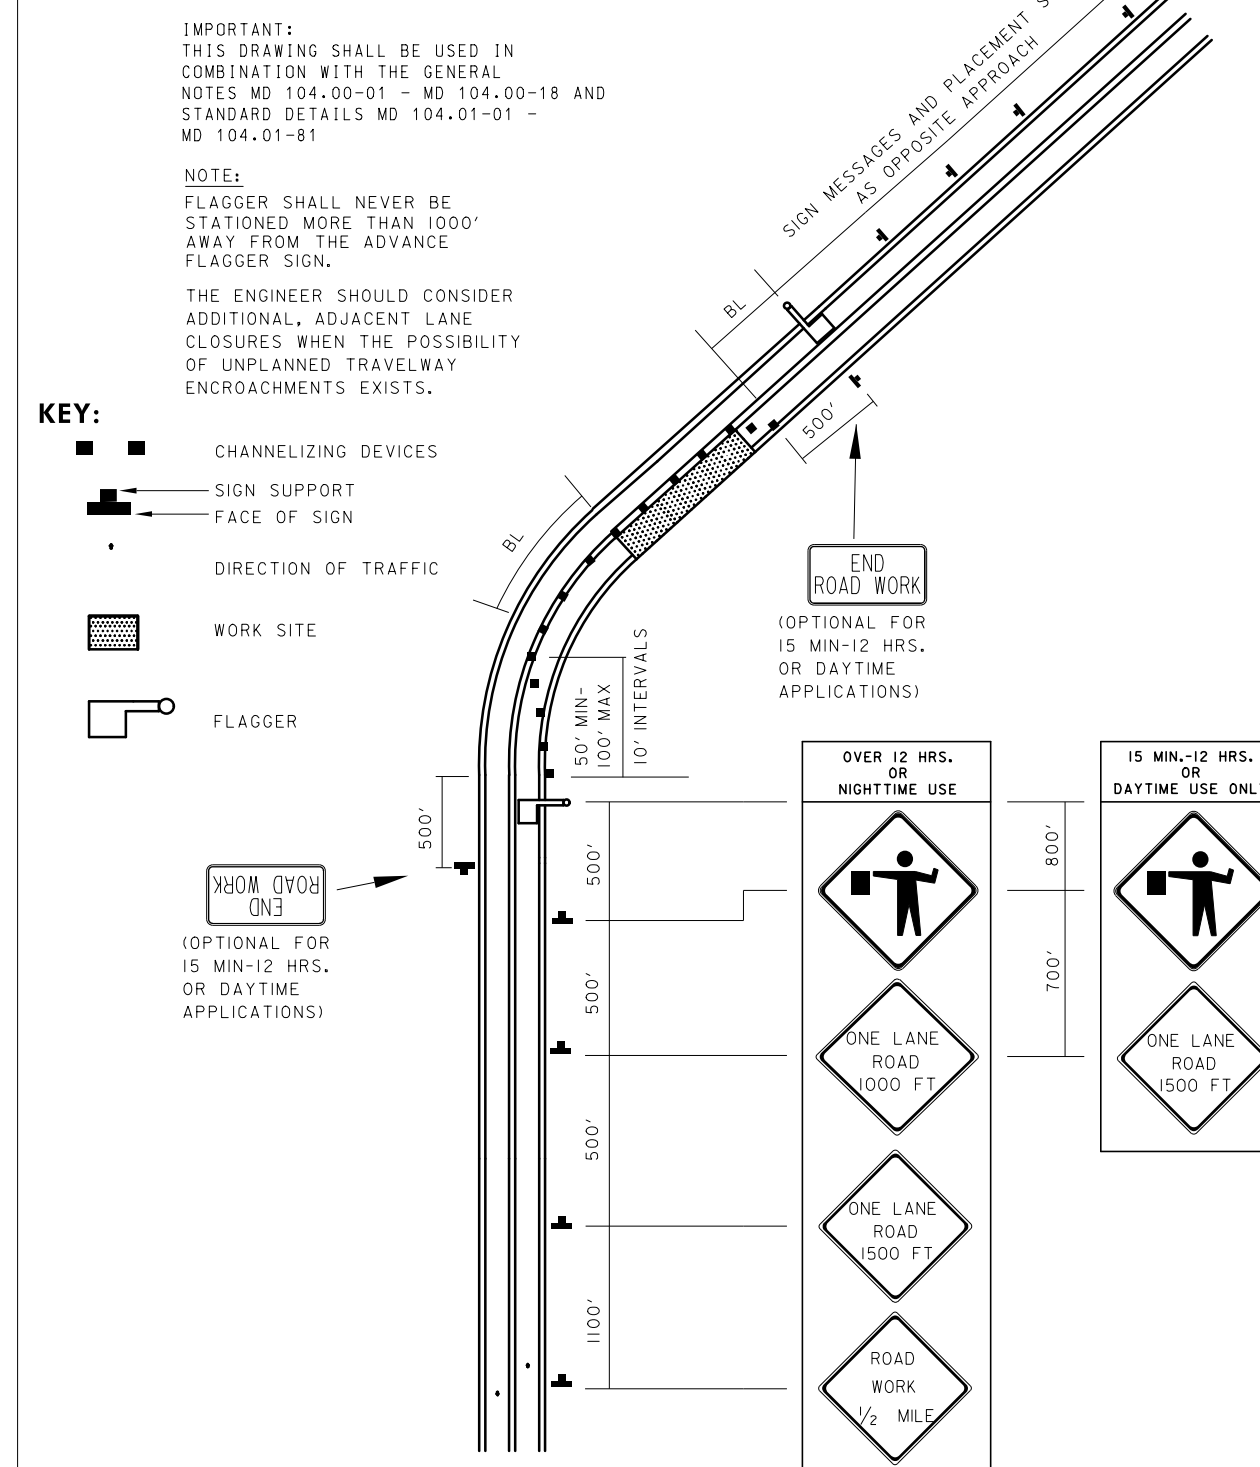 IMPORTANT:
THIS DRAWING SHALL BE USED IN
COMBINATION WITH THE GENERAL
NOTES MD 104.00-01 - MD 104.00-18 AND
STANDARD DETAILS MD 104.01-01 -
MD 104.01-81
NOTE:
FLAGGER SHALL NEVER BE
STATIONED MORE THAN 1000'
AWAY FROM THE ADVANCE
FLAGGER SIGN.
THE ENGINEER SHOULD CONSIDER
ADDITIONAL, ADJACENT LANE
CLOSURES WHEN THE POSSIBILITY
OF UNPLANNED TRAVELWAY
ENCROACHMENTS EXISTS.
KEY:
CHANNELIZING DEVICES
SIGN SUPPORT
FACE OF SIGN
DIRECTION OF TRAFFIC
WORK SITE
FLAGGER
SIGN MESSAGES AND PLACEMENT S
AS OPPOSITE APPROACH
BL
BL
500'
END
ROAD WORK
(OPTIONAL FOR
15 MIN-12 HRS.
OR DAYTIME
APPLICATIONS)
50' MIN-
100' MAX
10' INTERVALS
500'
END
ROAD WORK
(OPTIONAL FOR
15 MIN-12 HRS.
OR DAYTIME
APPLICATIONS)
500'
500'
500'
1100'
OVER 12 HRS.
OR
NIGHTTIME USE
ONE LANE
ROAD
1000 FT
ONE LANE
ROAD
1500 FT
ROAD
WORK
1/2 MILE
800'
700'
15 MIN.-12 HRS.
OR
DAYTIME USE ONLY
ONE LANE
ROAD
1500 FT